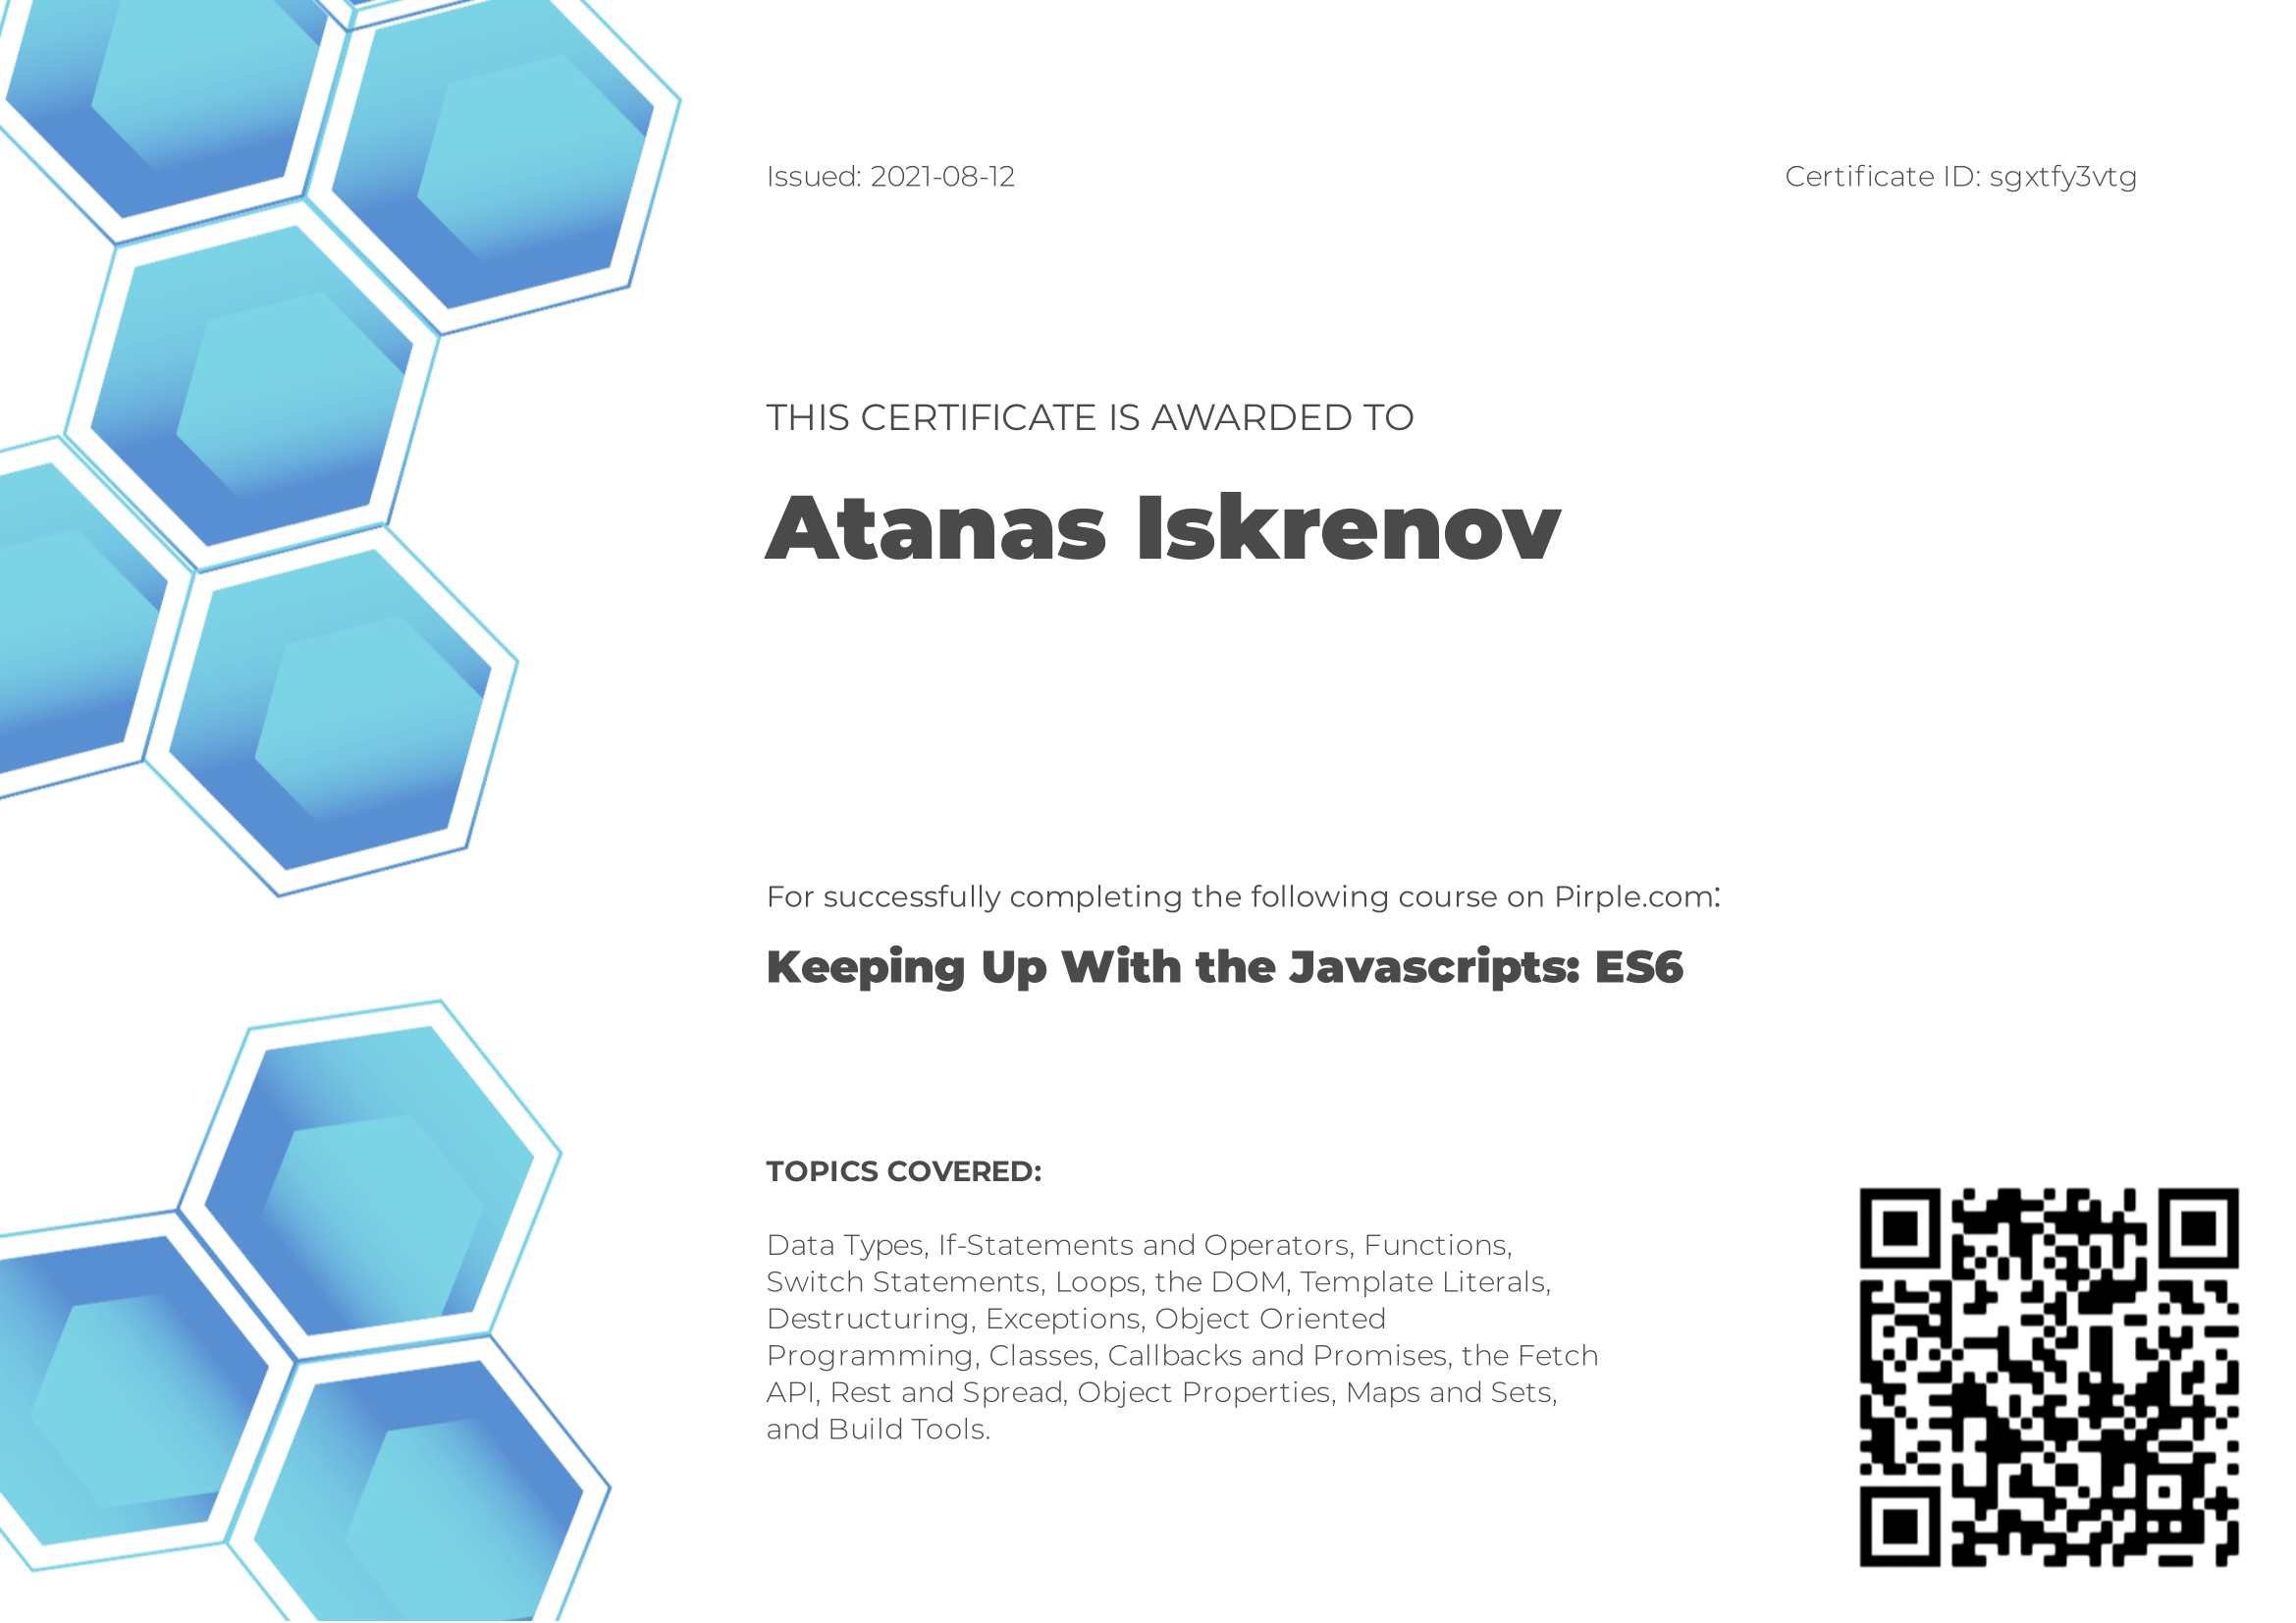 Issued: 2021-08-12
Certificate ID: sgxtfy3vtg
THIS CERTIFICATE IS AWARDED TO
Atanas Iskrenov
For successfully completing the following course on Pirple.com:
Keeping Up With the Javascripts: ES6
TOPICS COVERED:
Data Types, If-Statements and Operators, Functions,
Switch Statements, Loops, the DOM, Template Literals,
Destructuring, Exceptions, Object Oriented
Programming, Classes, Callbacks and Promises, the Fetch
API, Rest and Spread, Object Properties, Maps and Sets,
and Build Tools.